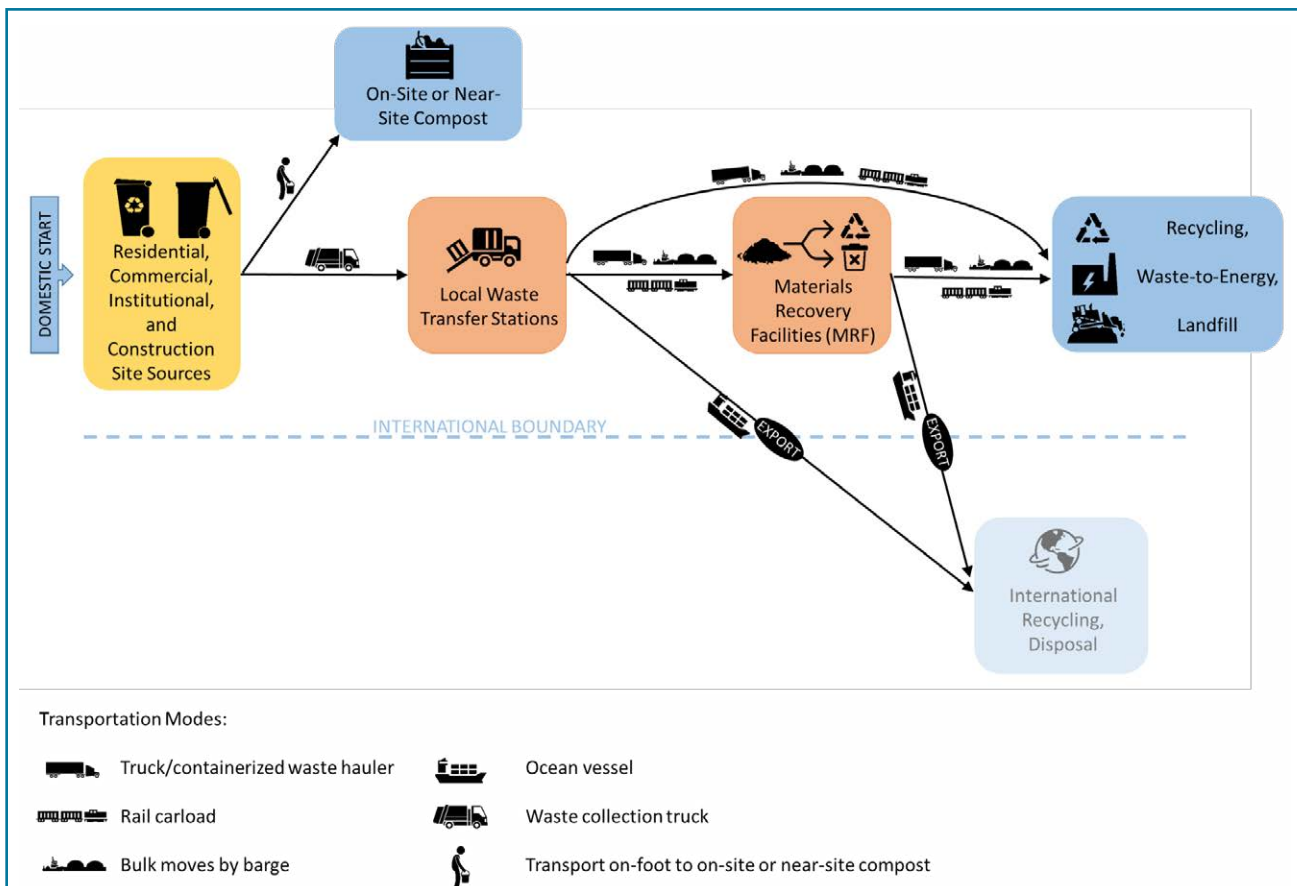 On-Site or Near-
Site Compost
DOMESTIC START
Residential,
Commercial,
Institutional,
and
Construction
Site Sources
Local Waste
Transfer Stations
Materials
Recovery
Facilities (MRF)
Recycling,
Waste-to-Energy,
Landfill
INTERNATIONAL BOUNDARY
EXPORT
EXPORT
International
Recycling,
Disposal
Transportation Modes:
Truck/containerized waste hauler
Ocean vessel
Rail carload
Waste collection truck
Bulk moves by barge
Transport on-foot to on-site or near-site compost